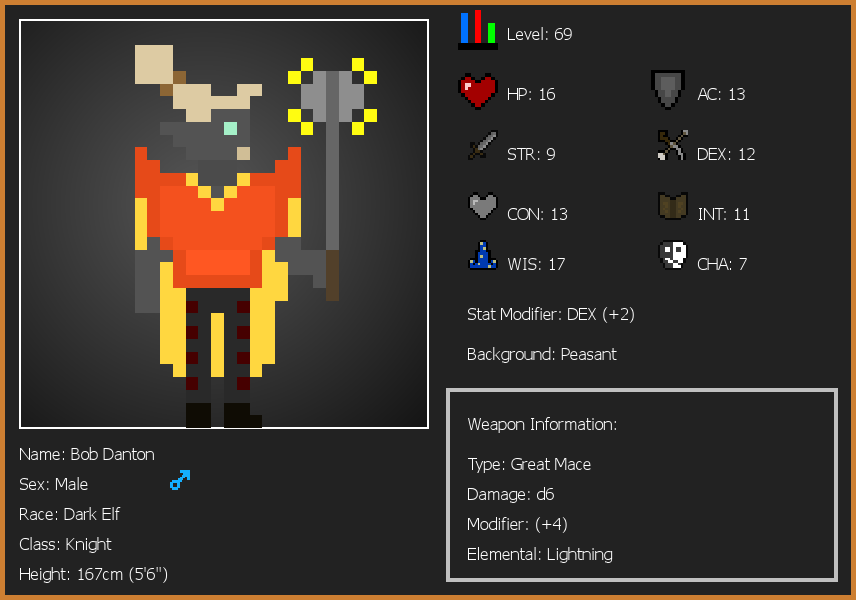 Level: 69
HP: 16
AC: 13
STR: 9
DEX: 12
CON: 13
INT: 11
WIS: 17
CHA: 7
Stat Modifier: DEX (+2)
Background: Peasant
Weapon Information:
Type: Great Mace
Damage: d6
Modifier: (+4)
Elemental: Lightning
Name: Bob Danton
Sex: Male
Race: Dark Elf
Class: Knight
Height: 167cm (5'6")